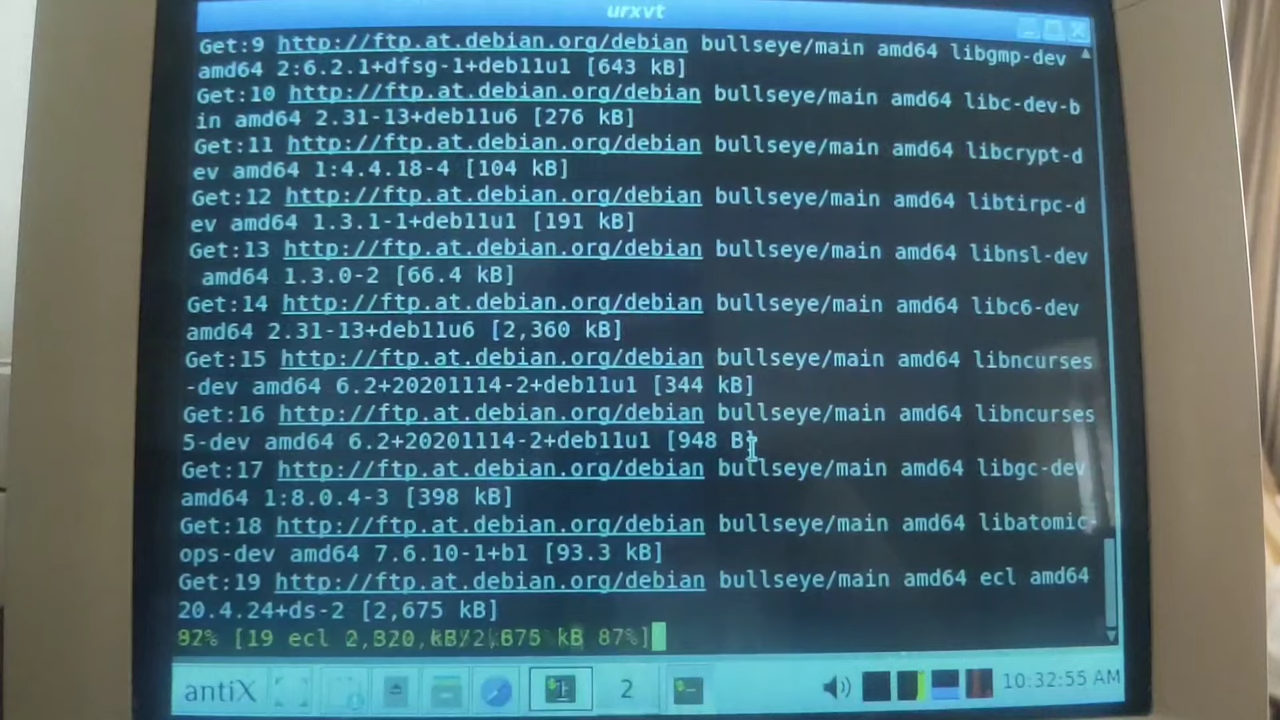 urxvt
Get:9 http://ftp.at.debian.org/debian bullseye/main amd64 libgmp-dev
amd64 2:6.2.1+dfsg-1+deb11u1 [643 kB]
Get:10 http://ftp.at.debian.org/debian bullseye/main amd64 libc-dev-b
in amd64 2.31-13+deb11u6 [276 kB]
Get:11 http://ftp.at.debian.org/debian bullseye/main amd64 libcrypt-d
ev amd64 1:4.4.18-4 [104 kB]
Get:12 http://ftp.at.debian.org/debian bullseye/main amd64 libtirpc-d
ev amd64 1.3.1-1+deb11u1 [191 kB]
Get:13 http://ftp.at.debian.org/debian bullseye/main amd64 libnsl-dev
amd64 1.3.0-2 [66.4 kB]
Get:14 http://ftp.at.debian.org/debian bullseye/main amd64 libc6-dev
amd64 2.31-13+deb11u6 [2,360 kB]
Get:15 http://ftp.at.debian.org/debian bullseye/main amd64 libncurses
-dev amd64 6.2+20201114-2+deb11u1 [344 kB]
Get:16 http://ftp.at.debian.org/debian bullseye/main amd64 libncurses
5-dev amd64 6.2+20201114-2+deb11u1 [948 B]
Get:17 http://ftp.at.debian.org/debian bullseye/main amd64 libgc-dev
amd64 1:8.0.4-3 [398 kB]
Get:18 http://ftp.at.debian.org/debian bullseye/main amd64 libatomic-
ops-dev amd64 7.6.10-1+b1 [93.3 kB]
Get:19 http://ftp.at.debian.org/debian bullseye/main amd64 ecl amd64
20.4.24+ds-2 [2,675 kB]
[19 ecl kB/2,675 kB 87%]
antiX 1 2 10:32:55 AM